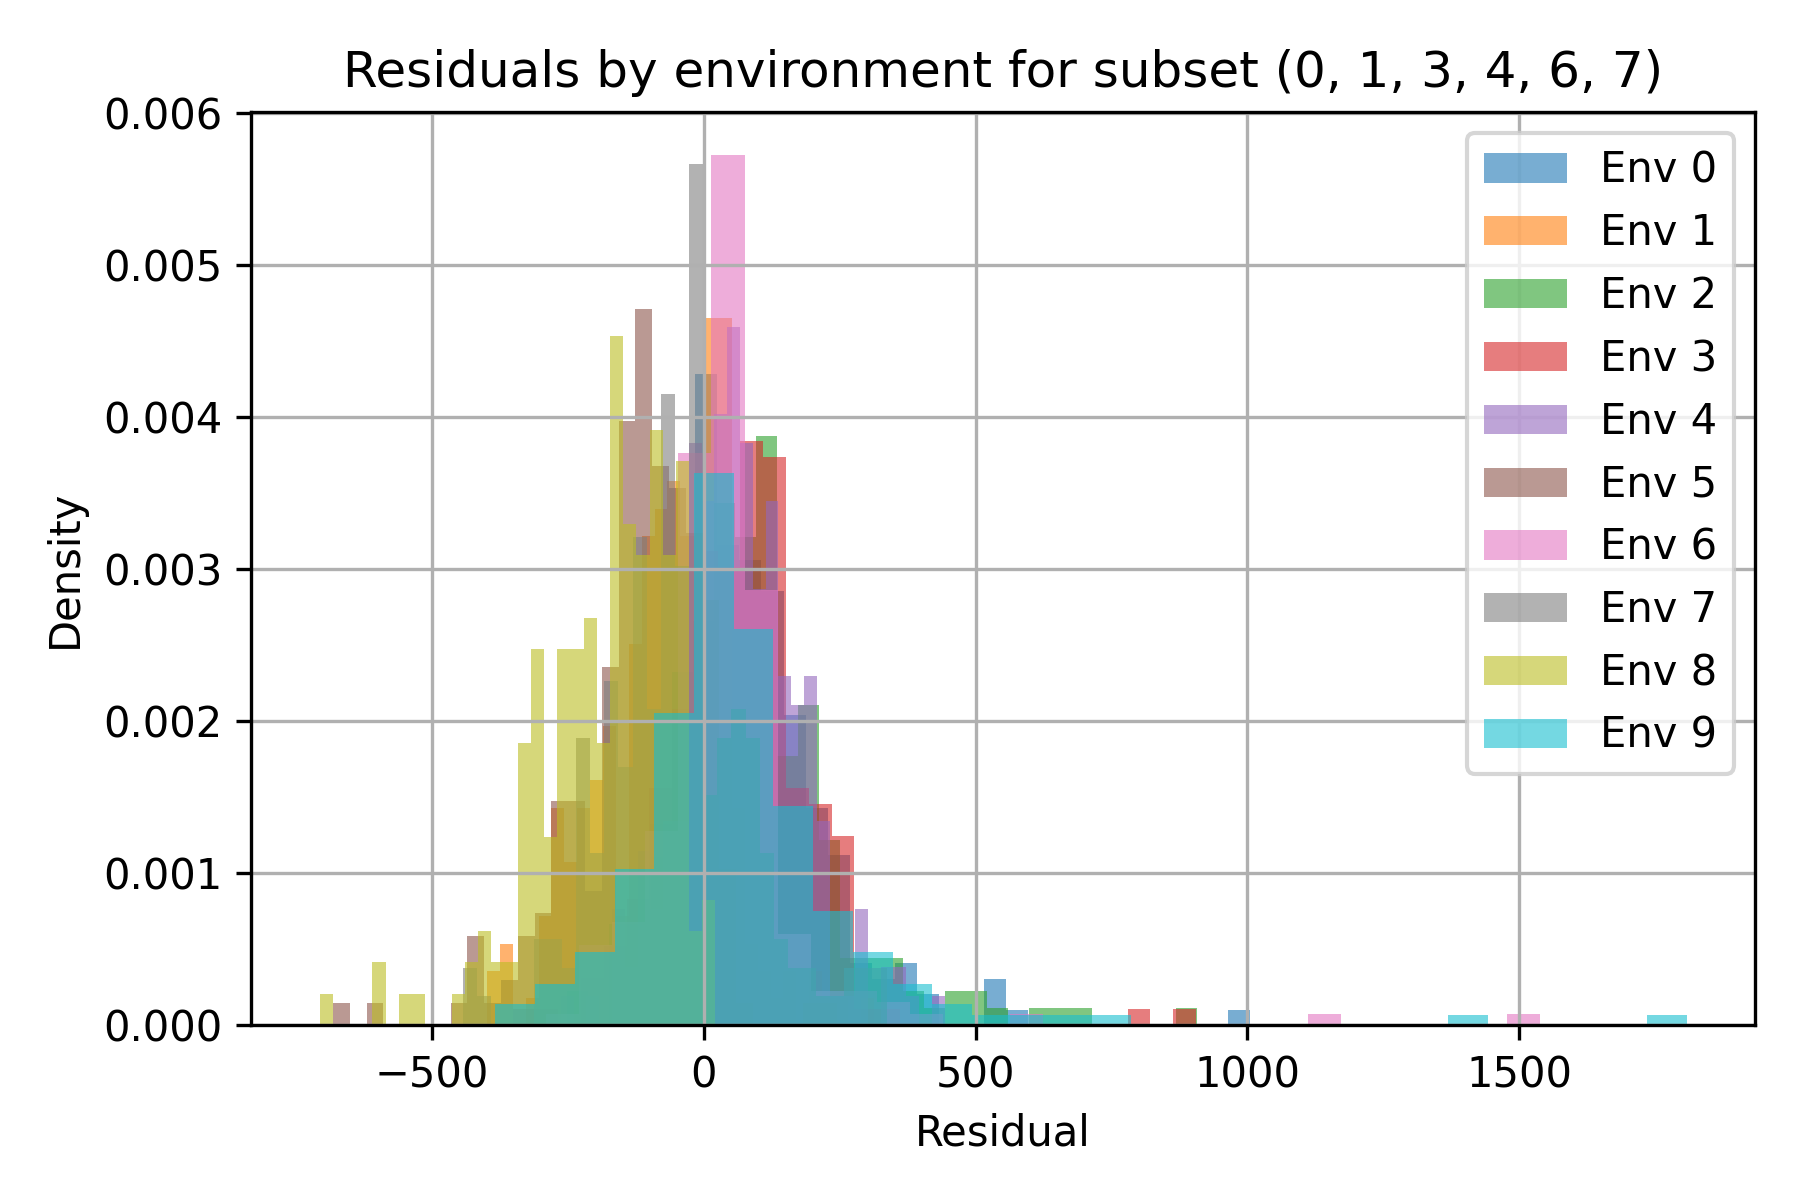 Residuals by environment for subset (0, 1, 3, 4, 6, 7)
0.006
0.005
0.004
0.003
0.002
0.001
0.000
Density
−500
0
500
1000
1500
Residual
Env 0
Env 1
Env 2
Env 3
Env 4
Env 5
Env 6
Env 7
Env 8
Env 9